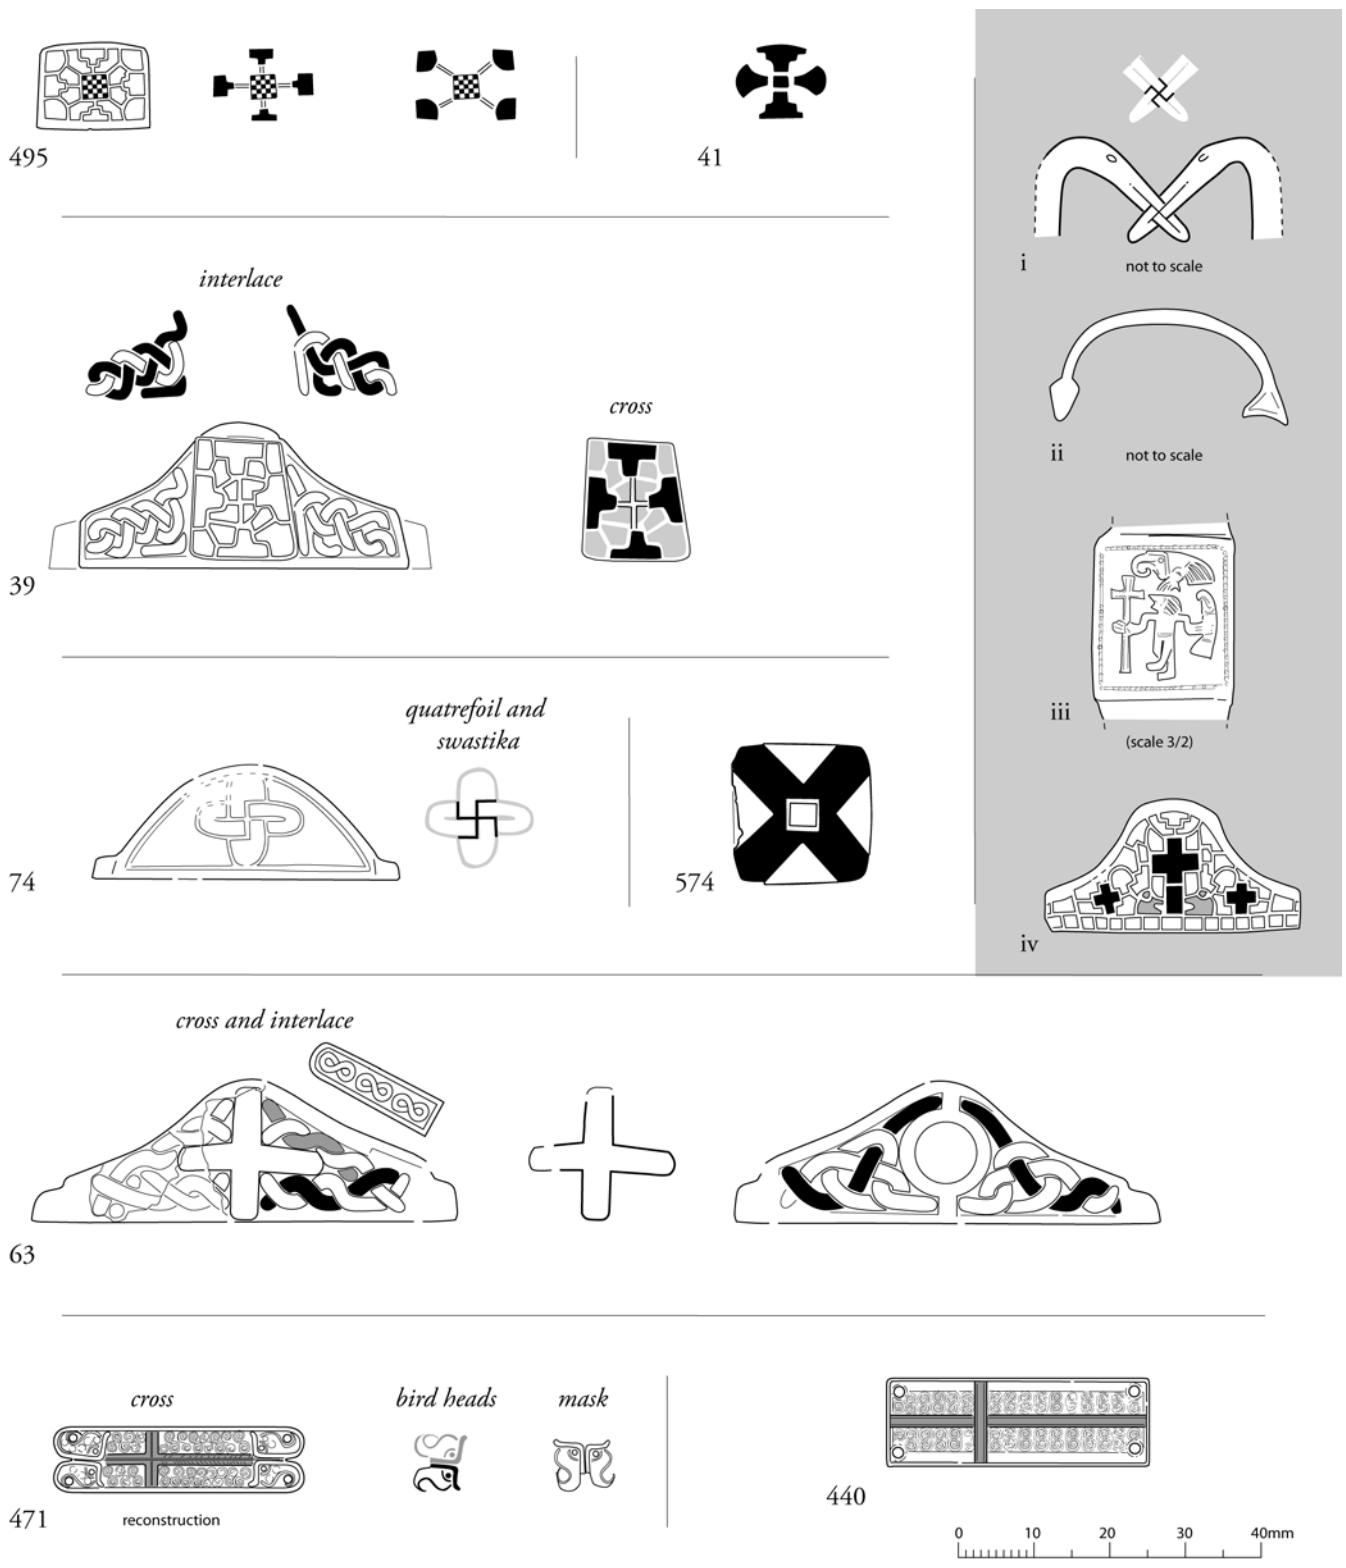 495
41
i
not to scale
interlace
cross
39
ii
not to scale
iii
(scale 3/2)
quatrefoil and
swastika
74
574
iv
cross and interlace
63
cross
bird heads
mask
471
reconstruction
440
0 10 20 30 40mm